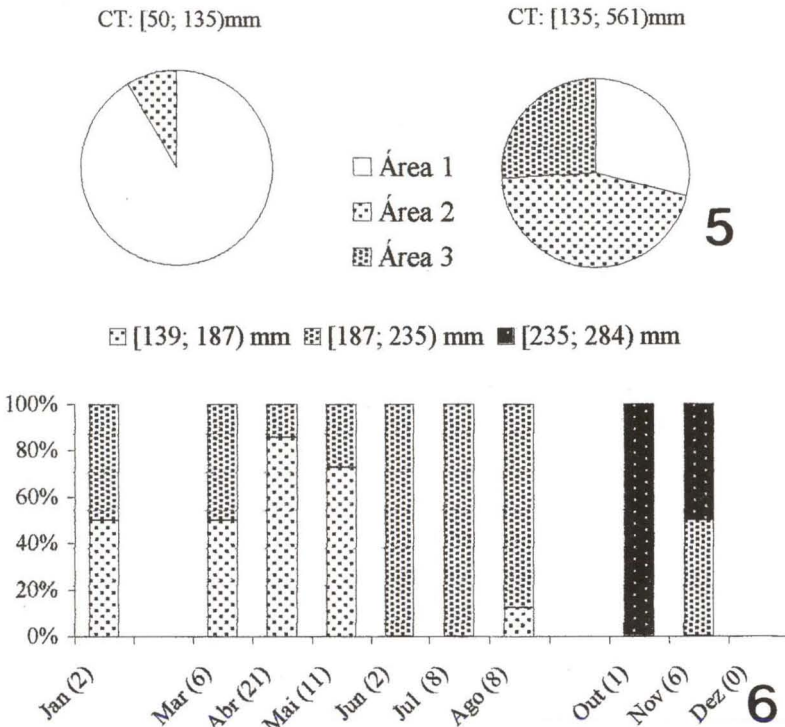 CT: [50; 135)mm
CT: [135; 561)mm
Área 1
Área 2
Área 3
5
[139; 187) mm [187; 235) mm [235; 284) mm
100%
80%
60%
40%
20%
0%
Jan (2) Mar (6) Abr (21) Mai (11) Jun (2) Jul (8) Ago (8) Out (1) Nov (6) Dez (0)
6